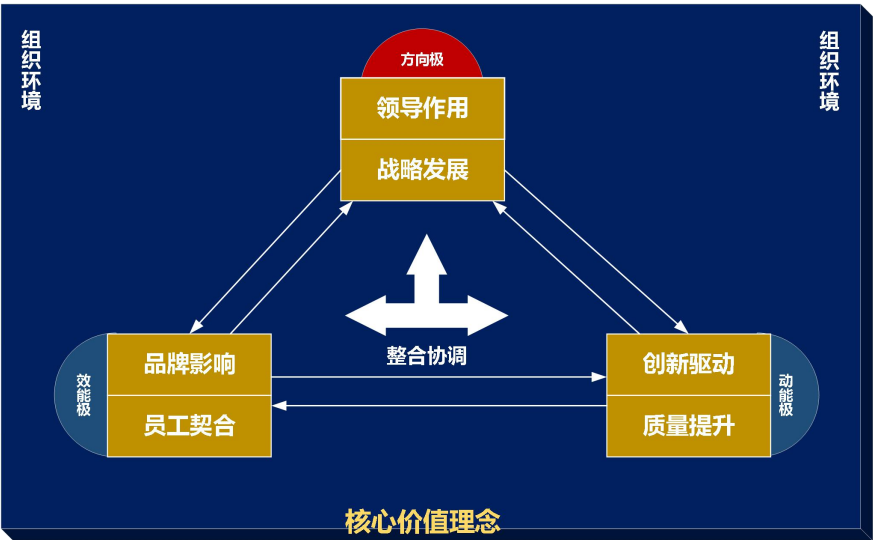 组织环境
组织环境
方向极
领导作用
战略发展
整合协调
效能极
品牌影响
员工契合
创新驱动
质量提升
动能极
核心价值理念